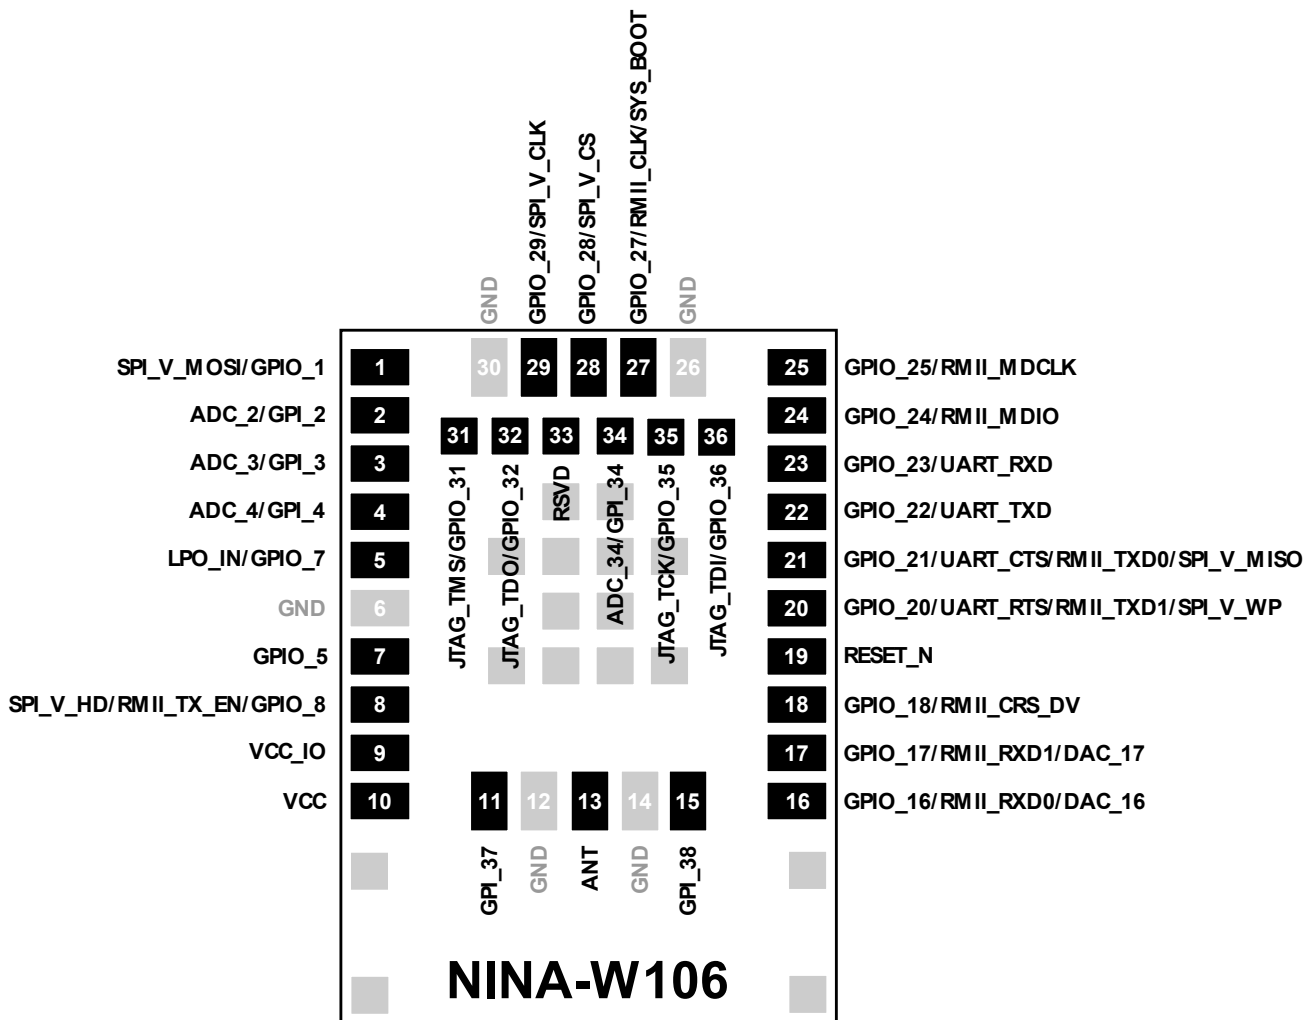 GND
GPIO_29/SPI_V_CLK
GPIO_28/SPI_V_CS
GPIO_27/RMII_CLK/SYS_BOOT
GND
30
29
28
27
26
SPI_V_MOSI/GPIO_1
1
ADC_2/GPI_2
2
ADC_3/GPI_3
3
ADC_4/GPI_4
4
LPO_IN/GPIO_7
5
GND
6
GPIO_5
7
SPI_V_HD/RMII_TX_EN/GPIO_8
8
VCC_IO
9
VCC
10
31
32
33
34
35
36
JTAG_TMS/GPIO_31
JTAG_TDO/GPIO_32
RSVD
ADC_34/GPI_34
JTAG_TCK/GPIO_35
JTAG_TDI/GPIO_36
25
GPIO_25/RMII_MDCLK
24
GPIO_24/RMII_MDIO
23
GPIO_23/UART_RXD
22
GPIO_22/UART_TXD
21
GPIO_21/UART_CTS/RMII_TXD0/SPI_V_MISO
20
GPIO_20/UART_RTS/RMII_TXD1/SPI_V_WP
19
RESET_N
18
GPIO_18/RMII_CRS_DV
17
GPIO_17/RMII_RXD1/DAC_17
16
GPIO_16/RMII_RXD0/DAC_16
11
12
13
14
15
GPI_37
GND
ANT
GND
GPI_38
NINA-W106